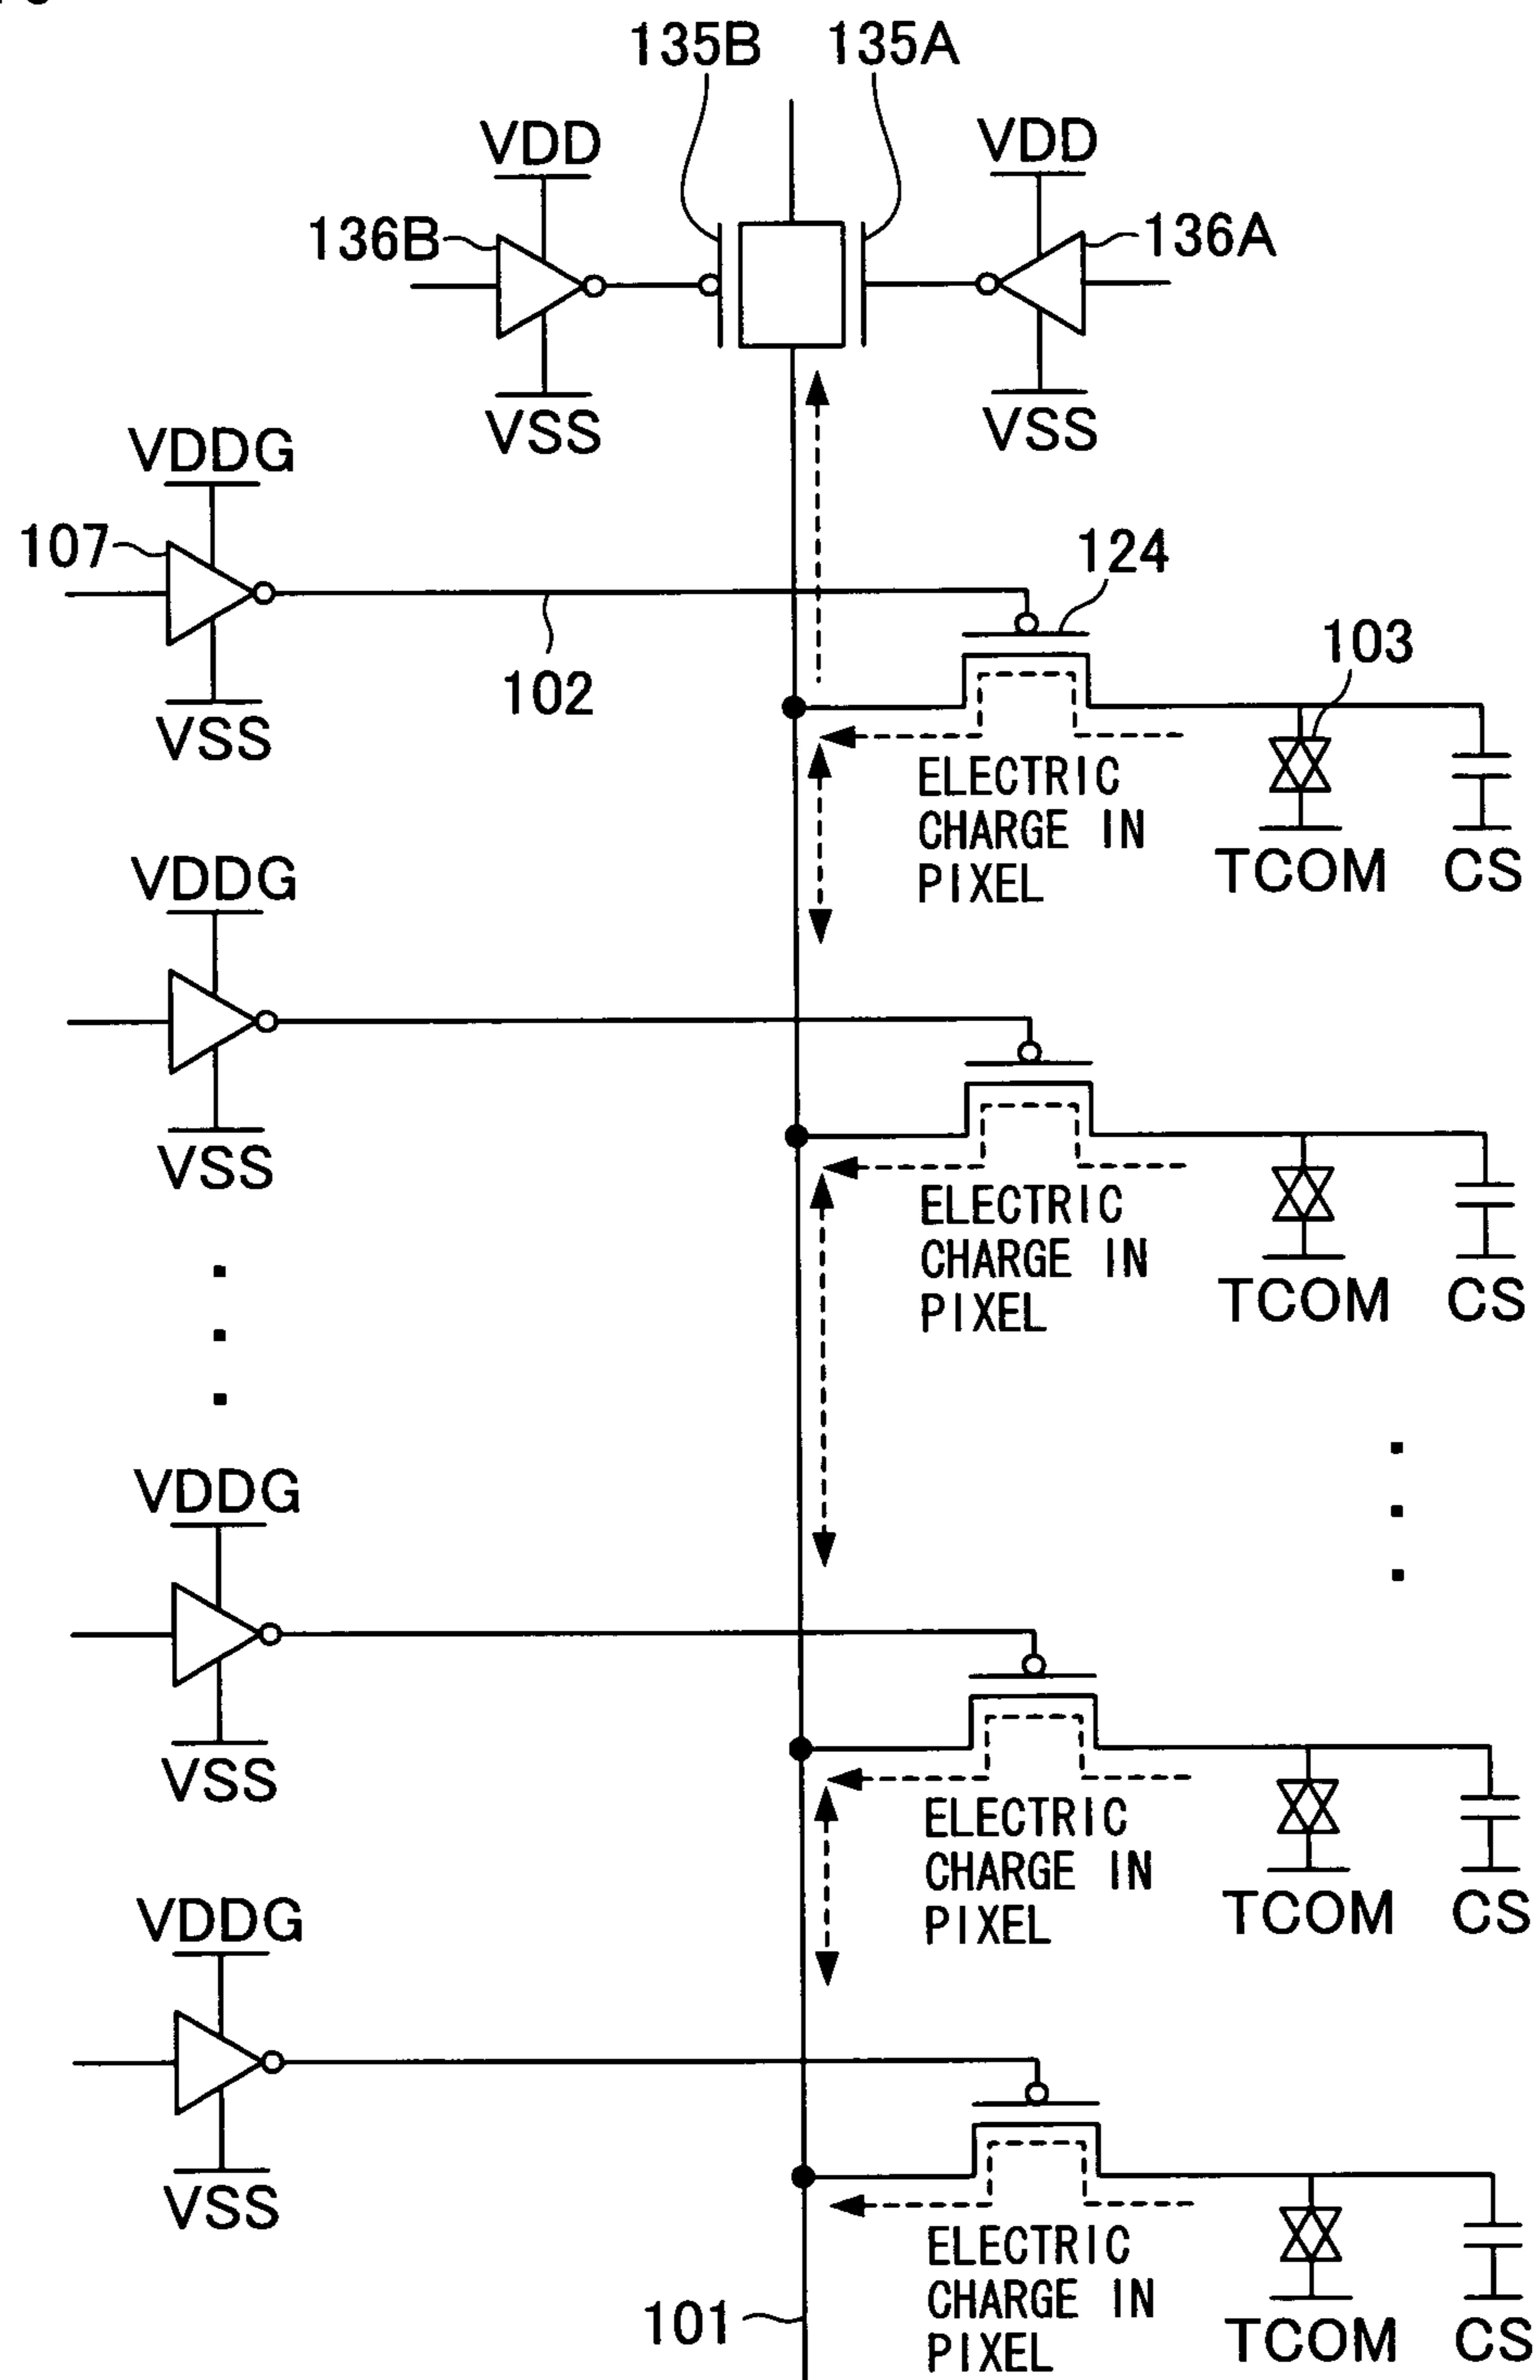 135B 135A
VDD VDD
136B 136A
VSS VSS
VDDG
107
124
103
102
VSS
ELECTRIC
CHARGE IN
PIXEL
TCOM CS
VDDG
VSS
ELECTRIC
CHARGE IN
PIXEL
TCOM CS
VDDG
VSS
ELECTRIC
CHARGE IN
PIXEL
TCOM CS
VDDG
VSS
ELECTRIC
CHARGE IN
PIXEL
TCOM CS
101